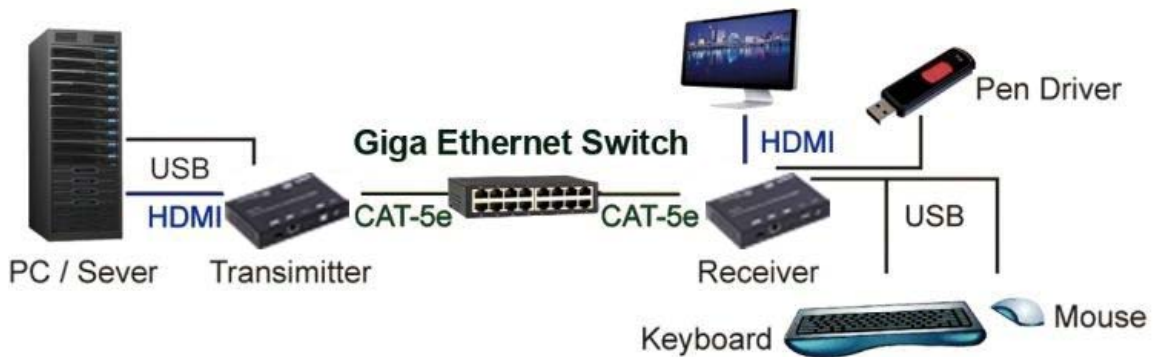 Pen Driver
Giga Ethernet Switch
HDMI
USB
HDMI
CAT-5e
CAT-5e
USB
PC / Sever
Transimitter
Receiver
Mouse
Keyboard